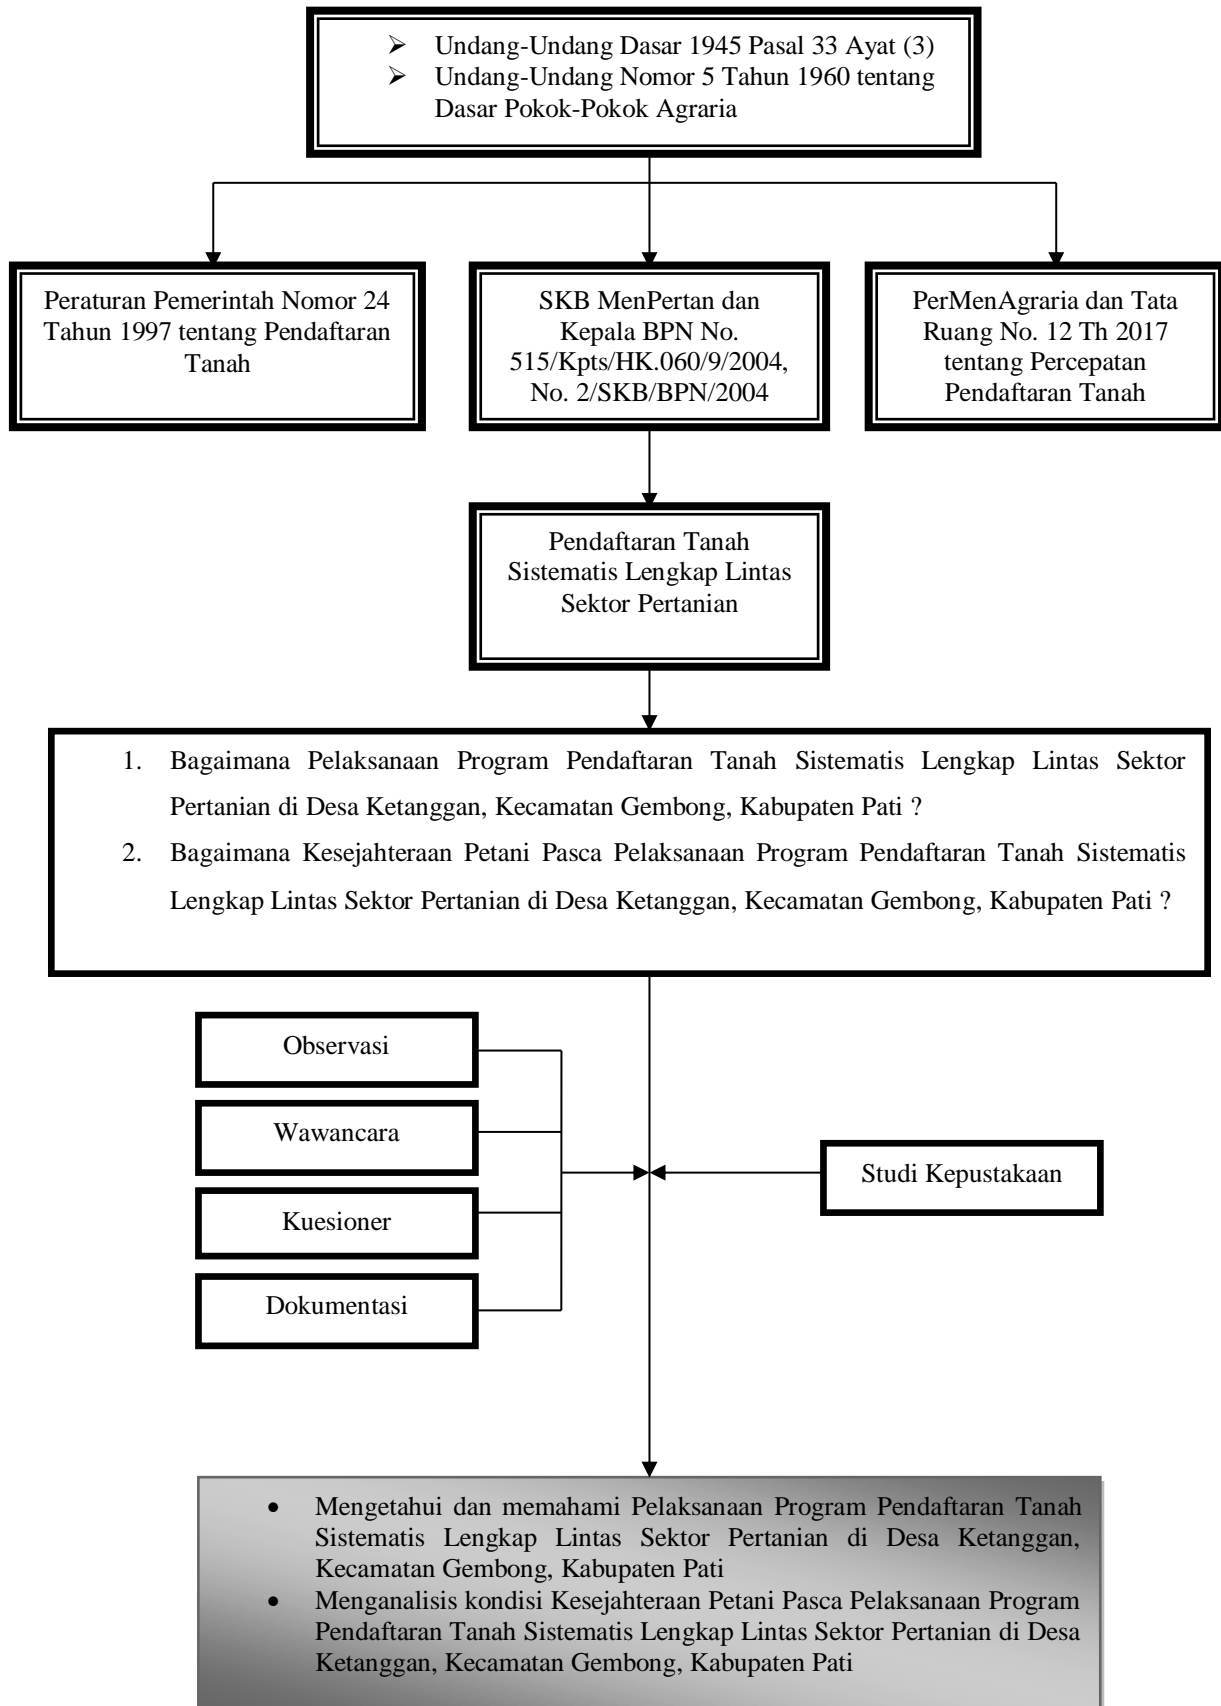 ➢ Undang-Undang Dasar 1945 Pasal 33 Ayat (3)
➢ Undang-Undang Nomor 5 Tahun 1960 tentang
Dasar Pokok-Pokok Agraria
Peraturan Pemerintah Nomor 24
Tahun 1997 tentang Pendaftaran
Tanah
SKB MenPertan dan
Kepala BPN No.
515/Kpts/HK.060/9/2004,
No. 2/SKB/BPN/2004
PerMenAgraria dan Tata
Ruang No. 12 Th 2017
tentang Percepatan
Pendaftaran Tanah
Pendaftaran Tanah
Sistematis Lengkap Lintas
Sektor Pertanian
1. Bagaimana Pelaksanaan Program Pendaftaran Tanah Sistematis Lengkap Lintas Sektor
Pertanian di Desa Ketanggan, Kecamatan Gembong, Kabupaten Pati ?
2. Bagaimana Kesejahteraan Petani Pasca Pelaksanaan Program Pendaftaran Tanah Sistematis
Lengkap Lintas Sektor Pertanian di Desa Ketanggan, Kecamatan Gembong, Kabupaten Pati ?
Observasi
Wawancara
Kuesioner
Dokumentasi
Studi Kepustakaan
• Mengetahui dan memahami Pelaksanaan Program Pendaftaran Tanah
Sistematis Lengkap Lintas Sektor Pertanian di Desa Ketanggan,
Kecamatan Gembong, Kabupaten Pati
• Menganalisis kondisi Kesejahteraan Petani Pasca Pelaksanaan Program
Pendaftaran Tanah Sistematis Lengkap Lintas Sektor Pertanian di Desa
Ketanggan, Kecamatan Gembong, Kabupaten Pati